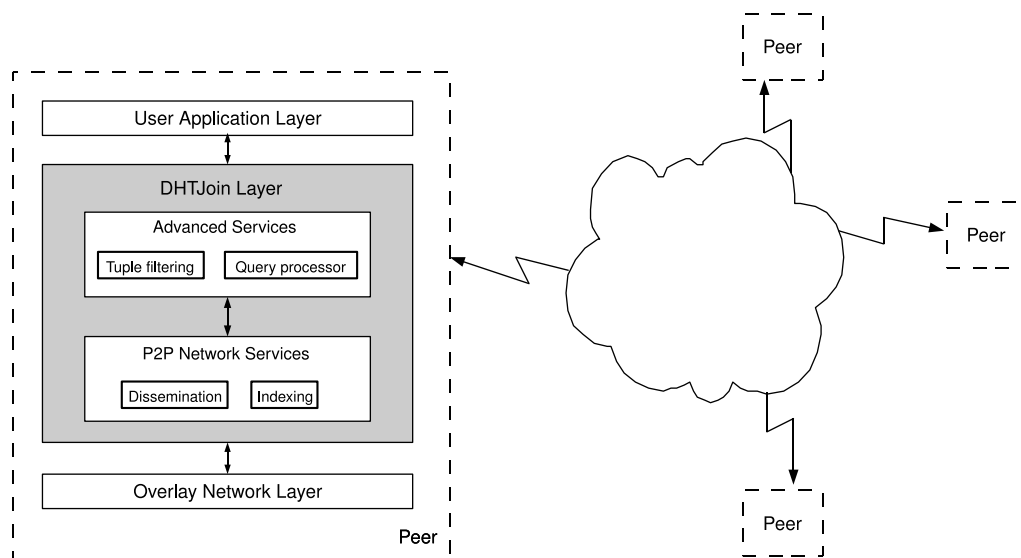 User Application Layer
DHTJoin Layer
Advanced Services
Tuple filtering
Query processor
P2P Network Services
Dissemination
Indexing
Overlay Network Layer
Peer
Peer
Peer
Peer